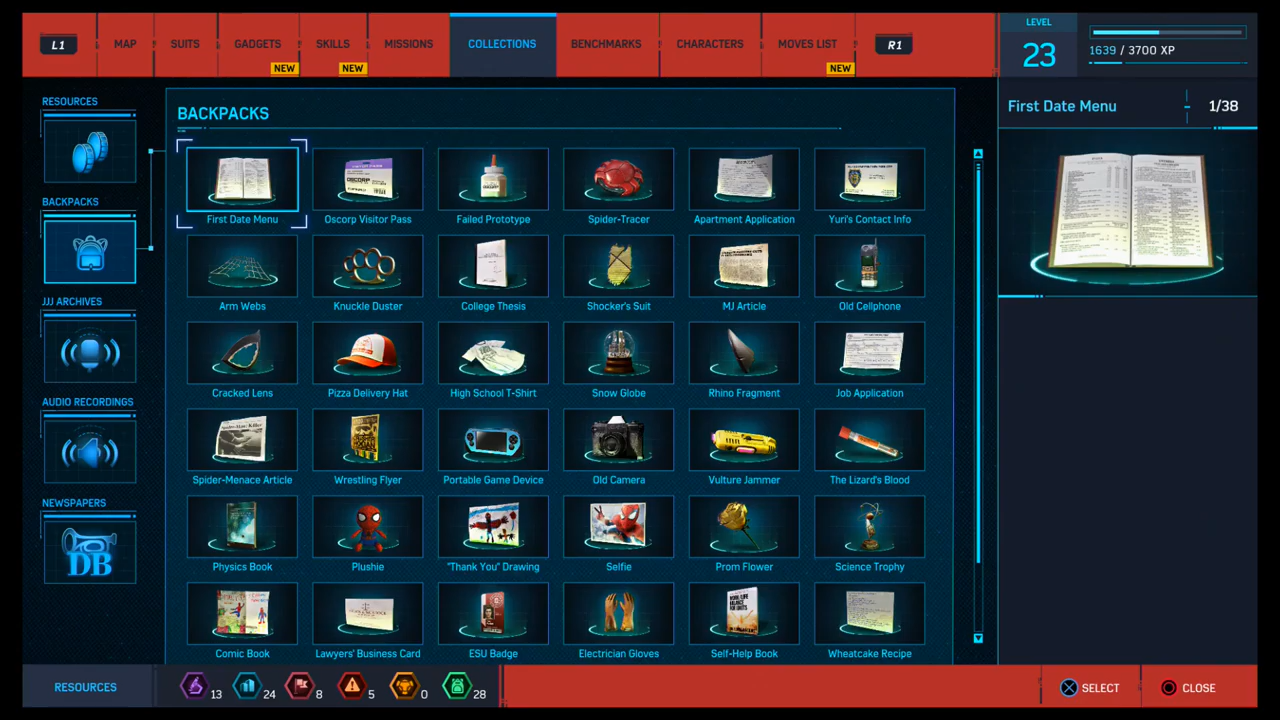 L1 MAP SUITS GADGETS SKILLS MISSIONS COLLECTIONS BENCHMARKS CHARACTERS MOVES LIST R1
NEW NEW NEW
LEVEL
23
1639 / 3700 XP
RESOURCES
BACKPACKS
JJJ ARCHIVES
AUDIO RECORDINGS
NEWSPAPERS
DB
BACKPACKS
First Date Menu Oscorp Visitor Pass Failed Prototype Spider-Tracer Apartment Application Yuri's Contact Info
Arm Webs Knuckle Duster College Thesis Shocker's Suit MJ Article Old Cellphone
Cracked Lens Pizza Delivery Hat High School T-Shirt Snow Globe Rhino Fragment Job Application
Spider-Menace Article Wrestling Flyer Portable Game Device Old Camera Vulture Jammer The Lizard's Blood
Physics Book Plushie "Thank You" Drawing Selfie Prom Flower Science Trophy
Comic Book Lawyers' Business Card ESU Badge Electrician Gloves Self-Help Book Wheatcake Recipe
First Date Menu 1/38
RESOURCES 13 24 8 5 0 28
SELECT CLOSE